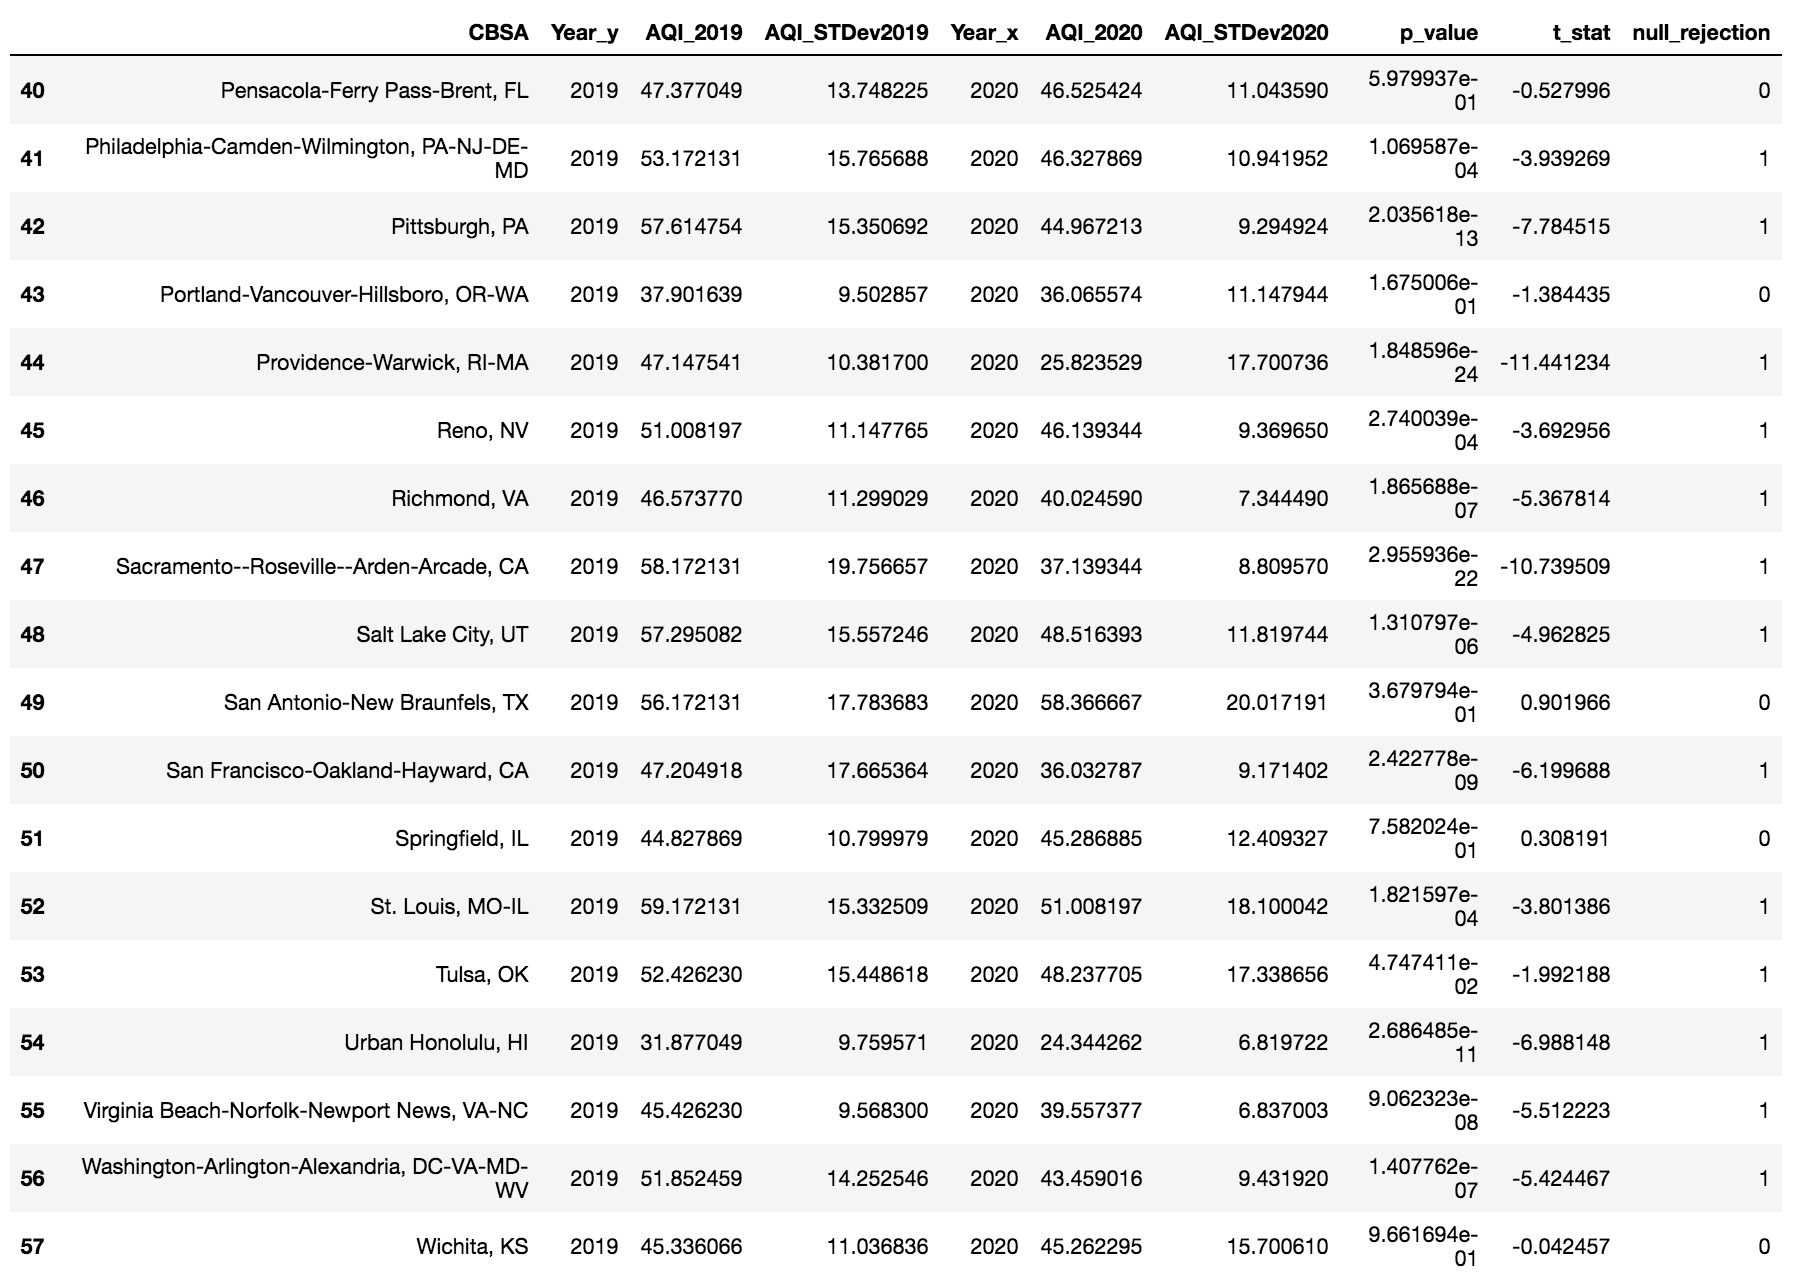 CBSA Year_y AQI_2019 AQI_STDev2019 Year_x AQI_2020 AQI_STDev2020 p_value t_stat null_rejection
40 Pensacola-Ferry Pass-Brent, FL 2019 47.377049 13.748225 2020 46.525424 11.043590 5.979937e-
01 -0.527996 0
41 Philadelphia-Camden-Wilmington, PA-NJ-DE-
MD 2019 53.172131 15.765688 2020 46.327869 10.941952 1.069587e-
04 -3.939269 1
42 Pittsburgh, PA 2019 57.614754 15.350692 2020 44.967213 9.294924 2.035618e-
13 -7.784515 1
43 Portland-Vancouver-Hillsboro, OR-WA 2019 37.901639 9.502857 2020 36.065574 11.147944 1.675006e-
01 -1.384435 0
44 Providence-Warwick, RI-MA 2019 47.147541 10.381700 2020 25.823529 17.700736 1.848596e-
24 -11.441234 1
45 Reno, NV 2019 51.008197 11.147765 2020 46.139344 9.369650 2.740039e-
04 -3.692956 1
46 Richmond, VA 2019 46.573770 11.299029 2020 40.024590 7.344490 1.865688e-
07 -5.367814 1
47 Sacramento--Roseville--Arden-Arcade, CA 2019 58.172131 19.756657 2020 37.139344 8.809570 2.955936e-
22 -10.739509 1
48 Salt Lake City, UT 2019 57.295082 15.557246 2020 48.516393 11.819744 1.310797e-
06 -4.962825 1
49 San Antonio-New Braunfels, TX 2019 56.172131 17.783683 2020 58.366667 20.017191 3.679794e-
01 0.901966 0
50 San Francisco-Oakland-Hayward, CA 2019 47.204918 17.665364 2020 36.032787 9.171402 2.422778e-
09 -6.199688 1
51 Springfield, IL 2019 44.827869 10.799979 2020 45.286885 12.409327 7.582024e-
01 0.308191 0
52 St. Louis, MO-IL 2019 59.172131 15.332509 2020 51.008197 18.100042 1.821597e-
04 -3.801386 1
53 Tulsa, OK 2019 52.426230 15.448618 2020 48.237705 17.338656 4.747411e-
02 -1.992188 1
54 Urban Honolulu, HI 2019 31.877049 9.759571 2020 24.344262 6.819722 2.686485e-
11 -6.988148 1
55 Virginia Beach-Norfolk-Newport News, VA-NC 2019 45.426230 9.568300 2020 39.557377 6.837003 9.062323e-
08 -5.512223 1
56 Washington-Arlington-Alexandria, DC-VA-MD-
WV 2019 51.852459 14.252546 2020 43.459016 9.431920 1.407762e-
07 -5.424467 1
57 Wichita, KS 2019 45.336066 11.036836 2020 45.262295 15.700610 9.661694e-
01 -0.042457 0